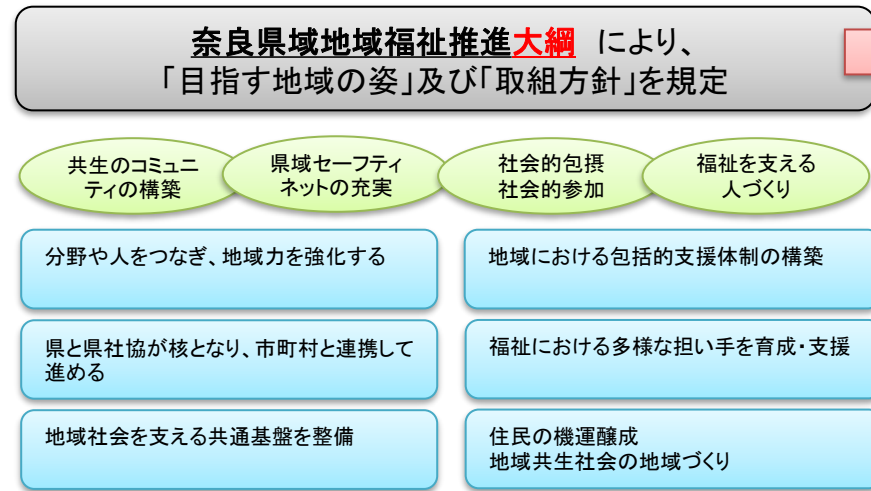 奈良県域地域福祉推進大綱 により、
「目指す地域の姿」及び「取組方針」を規定
共生のコミュニ
ティの構築
県域セーフティ
ネットの充実
社会的包摂
社会的参加
福祉を支える
人づくり
分野や人をつなぎ、地域力を強化する
地域における包括的支援体制の構築
県と県社協が核となり、市町村と連携して
進める
福祉における多様な担い手を育成・支援
地域社会を支える共通基盤を整備
住民の機運醸成
地域共生社会の地域づくり